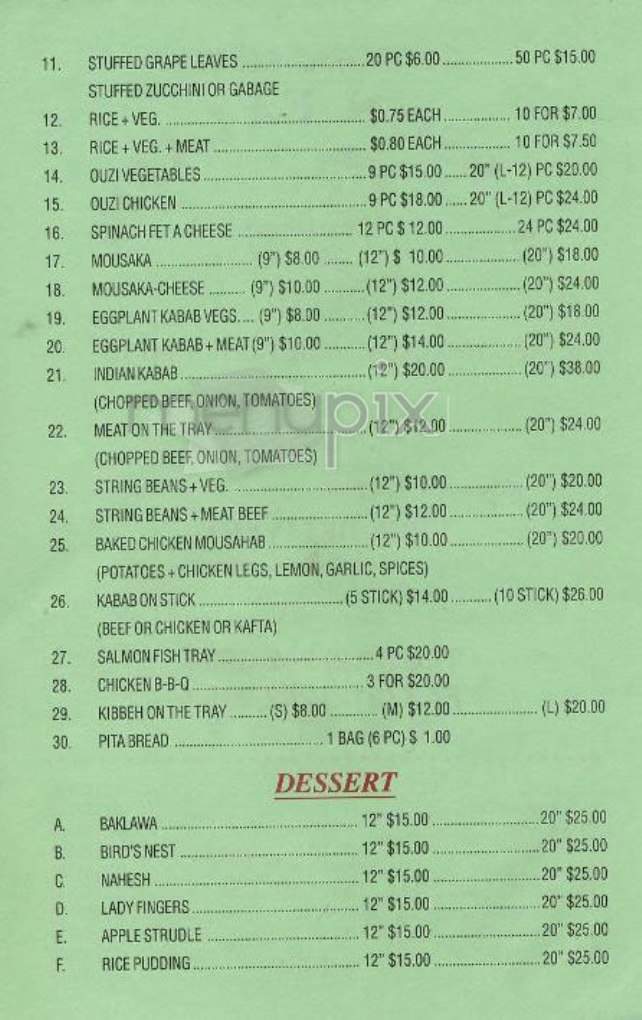 11. STUFFED GRAPE LEAVES ..... 20 PC $6.00 ..... 50 PC $15.00
STUFFED ZUCCHINI OR GABAGE
12. RICE + VEG. ..... $0.75 EACH ..... 10 FOR $7.00
13. RICE + VEG. + MEAT ..... $0.80 EACH ..... 10 FOR $7.50
14. OUZI VEGETABLES ..... 9 PC $15.00 ..... 20" (L-12) PC $20.00
15. OUZI CHICKEN ..... 9 PC $18.00 ..... 20" (L-12) PC $24.00
16. SPINACH FETA CHEESE ..... 12 PC $ 12.00 ..... 24 PC $24.00
17. MOUSAKA ..... (9") $8.00 ..... (12") $ 10.00 ..... (20") $18.00
18. MOUSAKA-CHEESE ..... (9") $10.00 ..... (12") $12.00 ..... (20") $24.00
19. EGGPLANT KABAB VEGS. ... (9") $8.00 ..... (12") $12.00 ..... (20") $18.00
20. EGGPLANT KABAB + MEAT (9") $10.00 ..... (12") $14.00 ..... (20") $24.00
21. INDIAN KABAB ..... (12") $20.00 ..... (20") $38.00
(CHOPPED BEEF, ONION, TOMATOES)
menupix
22. MEAT ON THE TRAY ..... (12") $12.00 ..... (20") $24.00
(CHOPPED BEEF, ONION, TOMATOES)
23. STRING BEANS + VEG. ..... (12") $10.00 ..... (20") $20.00
24. STRING BEANS + MEAT BEEF ..... (12") $12.00 ..... (20") $24.00
25. BAKED CHICKEN MOUSAHAB ..... (12") $10.00 ..... (20") $20.00
(POTATOES + CHICKEN LEGS, LEMON, GARLIC, SPICES)
26. KABAB ON STICK ..... (5 STICK) $14.00 ..... (10 STICK) $26.00
(BEEF OR CHICKEN OR KAFTA)
27. SALMON FISH TRAY ..... 4 PC $20.00
28. CHICKEN B-B-Q ..... 3 FOR $20.00
29. KIBBEH ON THE TRAY ..... (S) $8.00 ..... (M) $12.00 ..... (L) $20.00
30. PITA BREAD ..... 1 BAG (6 PC) $ 1.00
DESSERT
A. BAKLAWA ..... 12" $15.00 ..... 20" $25.00
B. BIRD'S NEST ..... 12" $15.00 ..... 20" $25.00
C. NAHESH ..... 12" $15.00 ..... 20" $25.00
D. LADY FINGERS ..... 12" $15.00 ..... 20" $25.00
E. APPLE STRUDLE ..... 12" $15.00 ..... 20" $25.00
F. RICE PUDDING ..... 12" $15.00 ..... 20" $25.00